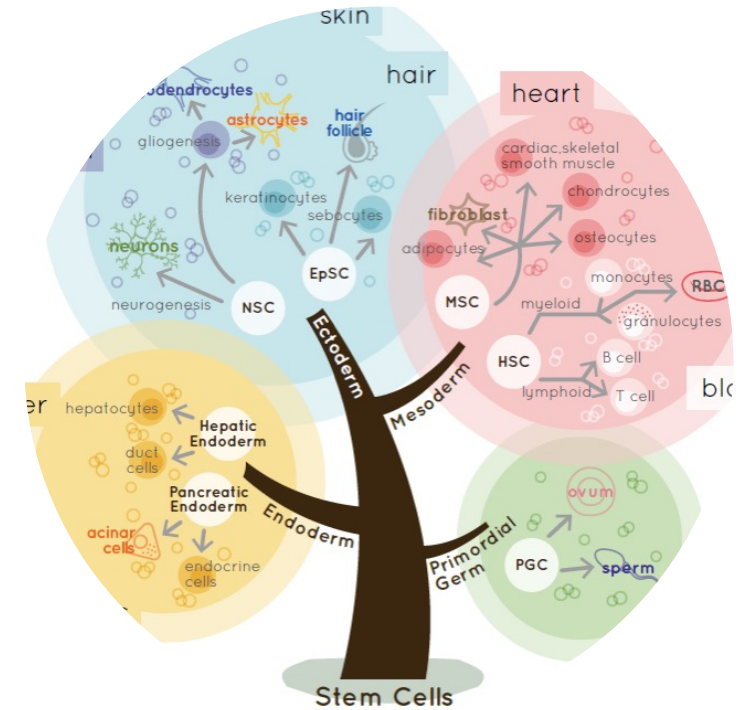 skin
hair
astrocytes
hair
follicle
gliogenesis
keratinocytes
sebocytes
neurons
EpSC
neurogenesis
NSC
heart
cardiac,skeletal
smooth muscle
chondrocytes
fibroblast
osteocytes
adipocytes
monocytes
RBC
MSC
myeloid
granulocytes
HSC
B cell
lymphoid
T cell
Ectoderm
Mesoderm
hepatocytes
Hepatic
Endoderm
duct
cells
Pancreatic
Endoderm
acinar
cells
endocrine
cells
Endoderm
Primordial
Germ
ovum
PGC
sperm
Stem Cells